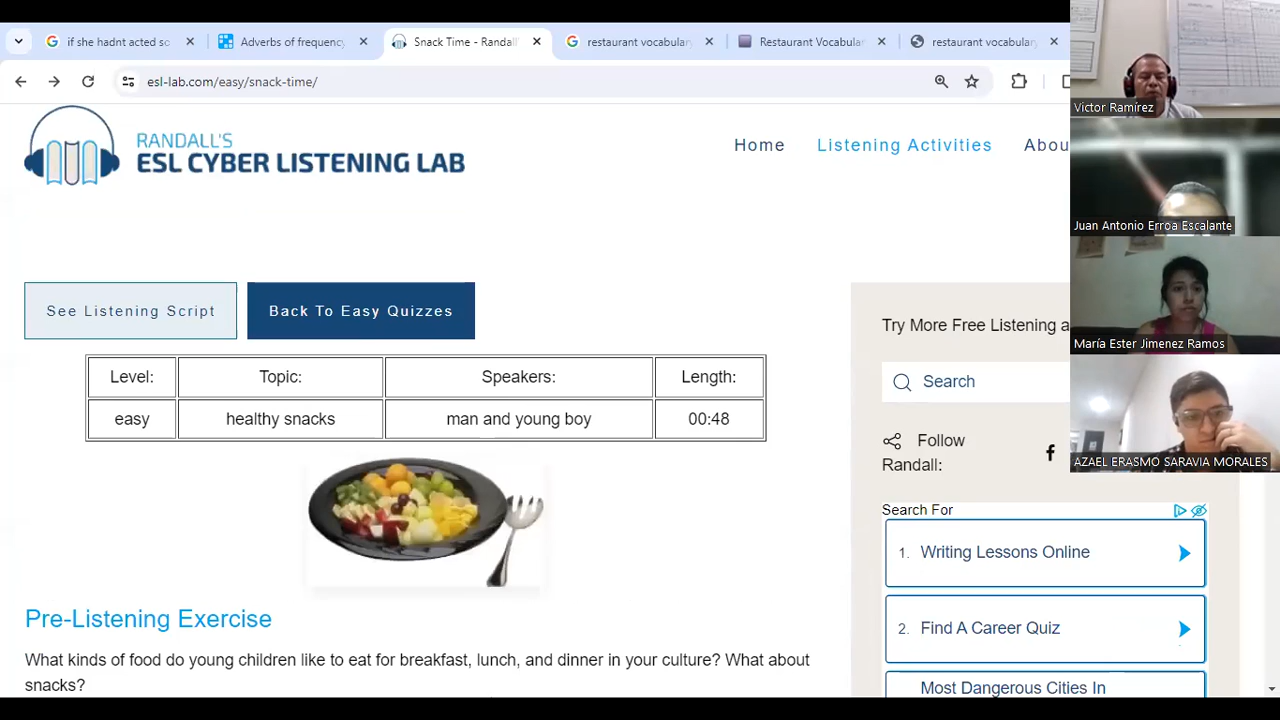 if she hadnt acted so
Adverbs of frequency
Snack Time - Randall'
restaurant vocabulary
Restaurant Vocabula
restaurant vocabula
esl-lab.com/easy/snack-time/
RANDALL'S
ESL CYBER LISTENING LAB
Home
Listening Activities
Abou
See Listening Script
Back To Easy Quizzes
Level: Topic: Speakers: Length:
easy healthy snacks man and young boy 00:48
Pre-Listening Exercise
What kinds of food do young children like to eat for breakfast, lunch, and dinner in your culture? What about
snacks?
Try More Free Listening a
Search
Follow
Randall:
Search For
1. Writing Lessons Online
2. Find A Career Quiz
Most Dangerous Cities In
Victor Ramírez
Juan Antonio Erroa Escalante
María Ester Jimenez Ramos
AZAEL ERASMO SARAVIA MORALES